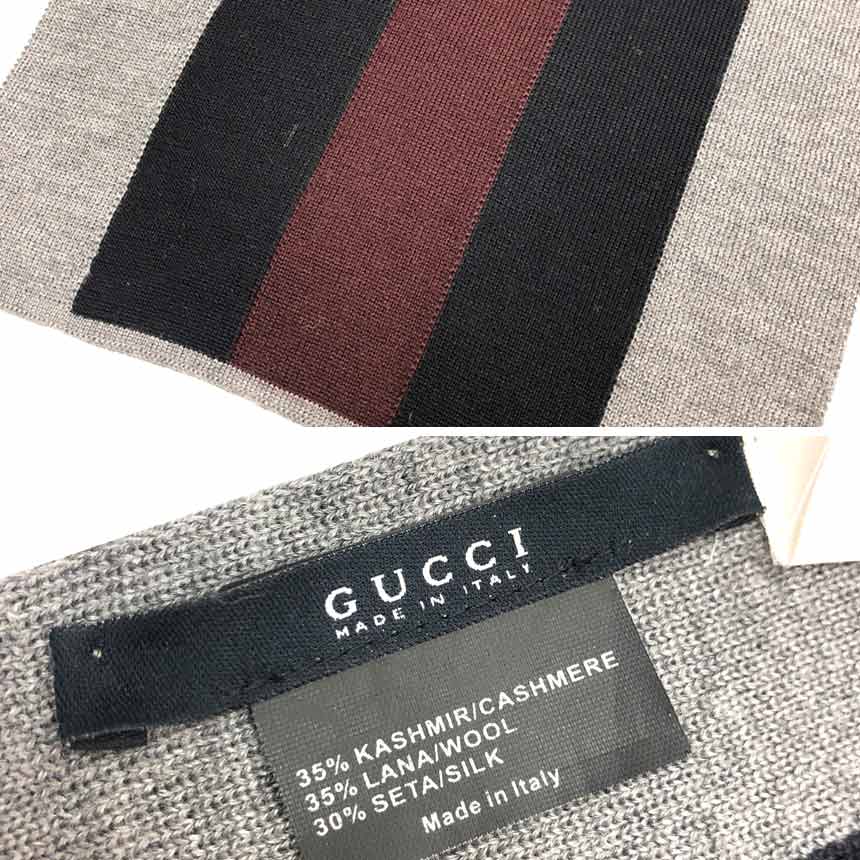 GUCCI
MADE IN ITALY
35% KASHMIR/CASHMERE
35% LANA/WOOL
30% SETA/SILK
Made in Italy